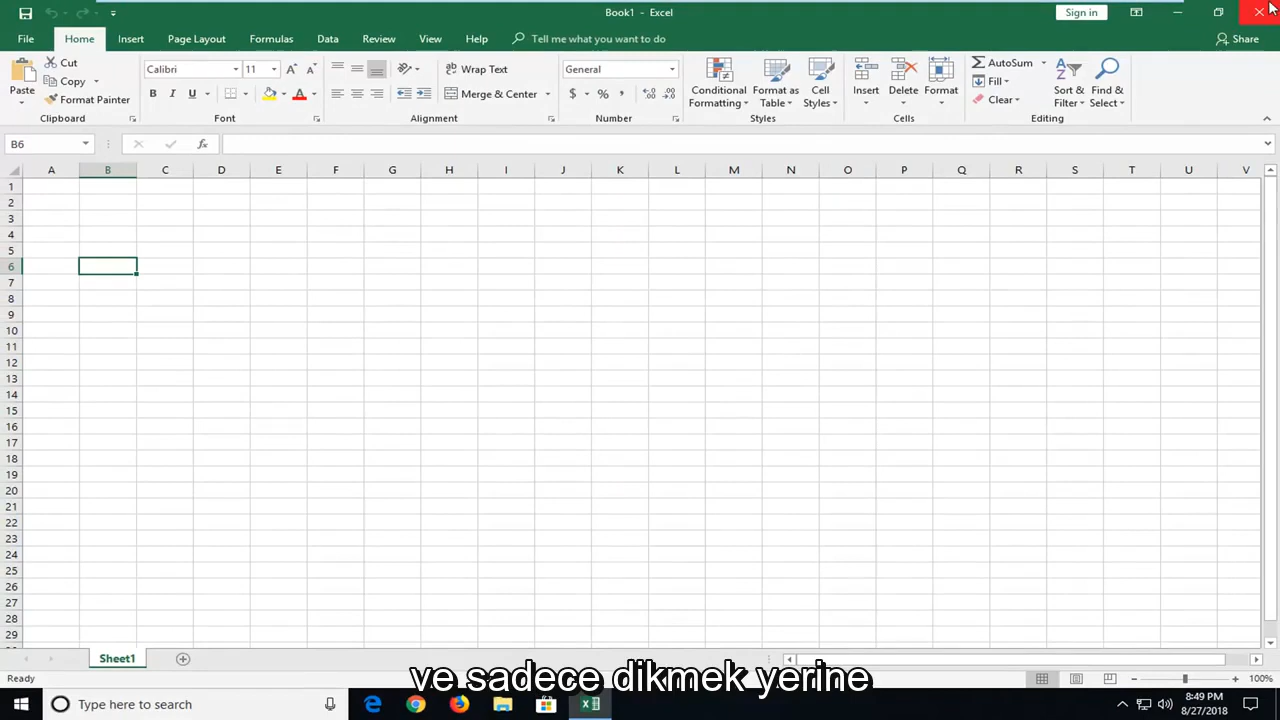 Book1 - Excel
Sign in
File Home Insert Page Layout Formulas Data Review View Help Tell me what you want to do Share
Paste
Cut
Copy
Format Painter
Clipboard
Calibri 11
B I U A
Font
Wrap Text
Merge & Center
Alignment
General
$ % ,
Number
Conditional Formatting
Format as Table
Cell Styles
Styles
Insert
Delete
Format
Cells
AutoSum
Fill
Clear
Sort & Filter
Find & Select
Editing
B6
fx
A B C D E F G H I J K L M N O P Q R S T U V
1
2
3
4
5
6
7
8
9
10
11
12
13
14
15
16
17
18
19
20
21
22
23
24
25
26
27
28
29
Sheet1
ve sadece dikmek yerine
Ready
100%
Type here to search
8:49 PM
8/27/2018